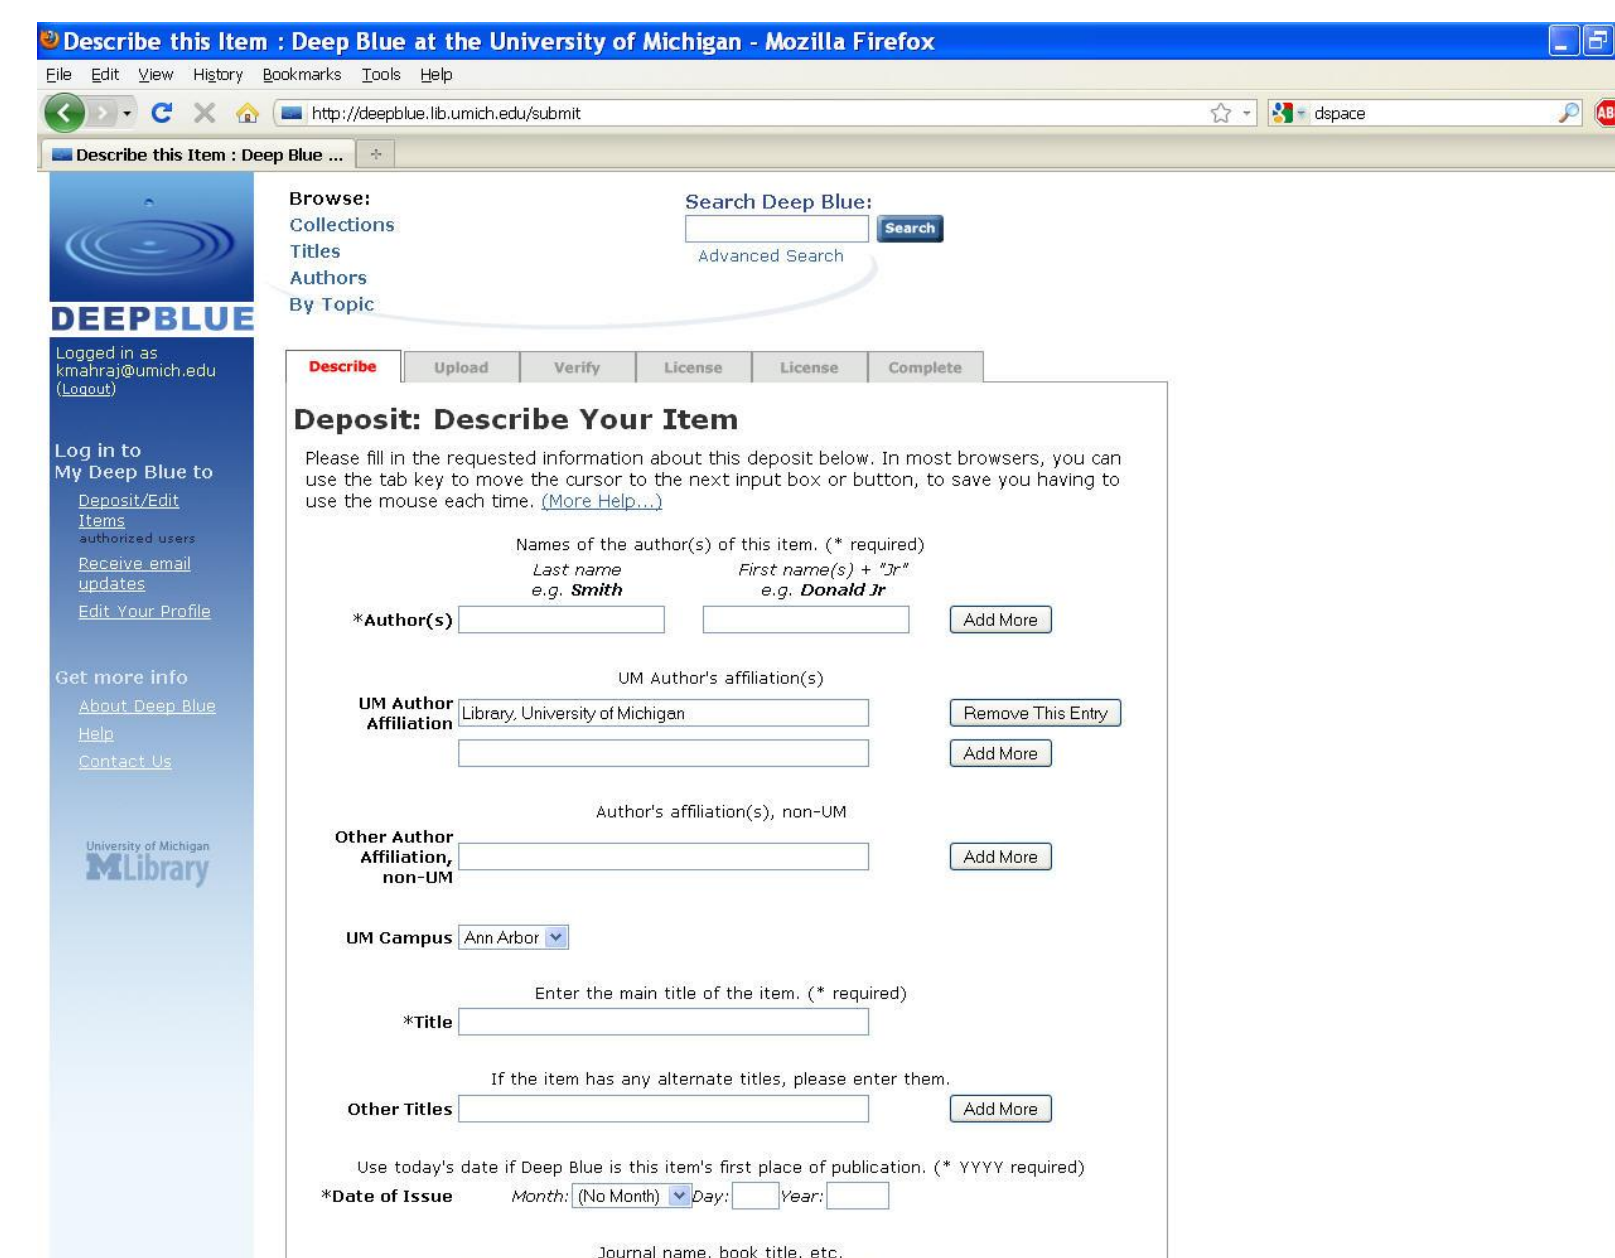 Describe this Item : Deep Blue at the University of Michigan - Mozilla Firefox
File Edit View History Bookmarks Tools Help
http://deepblue.lib.umich.edu/submit
dspace
AB
Describe this Item : Deep Blue ...
DEEPBLUE
Browse:
Collections
Titles
Authors
By Topic
Search Deep Blue:
Search
Advanced Search
Logged in as
kmahraj@umich.edu
(Logout)
Log in to
My Deep Blue to
Deposit/Edit
Items
authorized users
Receive email
updates
Edit Your Profile
Get more info
About Deep Blue
Help
Contact Us
University of Michigan
MLibrary
Describe Upload Verify License License Complete
Deposit: Describe Your Item
Please fill in the requested information about this deposit below. In most browsers, you can
use the tab key to move the cursor to the next input box or button, to save you having to
use the mouse each time. (More Help...)
Names of the author(s) of this item. (* required)
Last name First name(s) + "Jr"
e.g. Smith e.g. Donald Jr
*Author(s) Add More
UM Author's affiliation(s)
UM Author
Affiliation Library, University of Michigan Remove This Entry
Add More
Author's affiliation(s), non-UM
Other Author
Affiliation, Add More
non-UM
UM Campus Ann Arbor
Enter the main title of the item. (* required)
*Title
If the item has any alternate titles, please enter them.
Other Titles Add More
Use today's date if Deep Blue is this item's first place of publication. (* YYYY required)
*Date of Issue Month: (No Month) Day: Year:
Journal name, book title, etc.